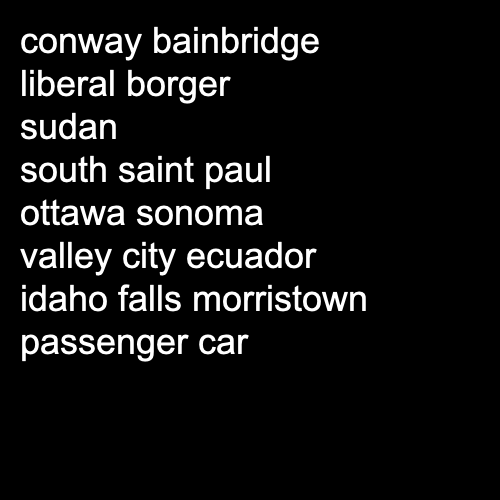 conway bainbridge
liberal borger
sudan
south saint paul
ottawa sonoma
valley city ecuador
idaho falls morristown
passenger car